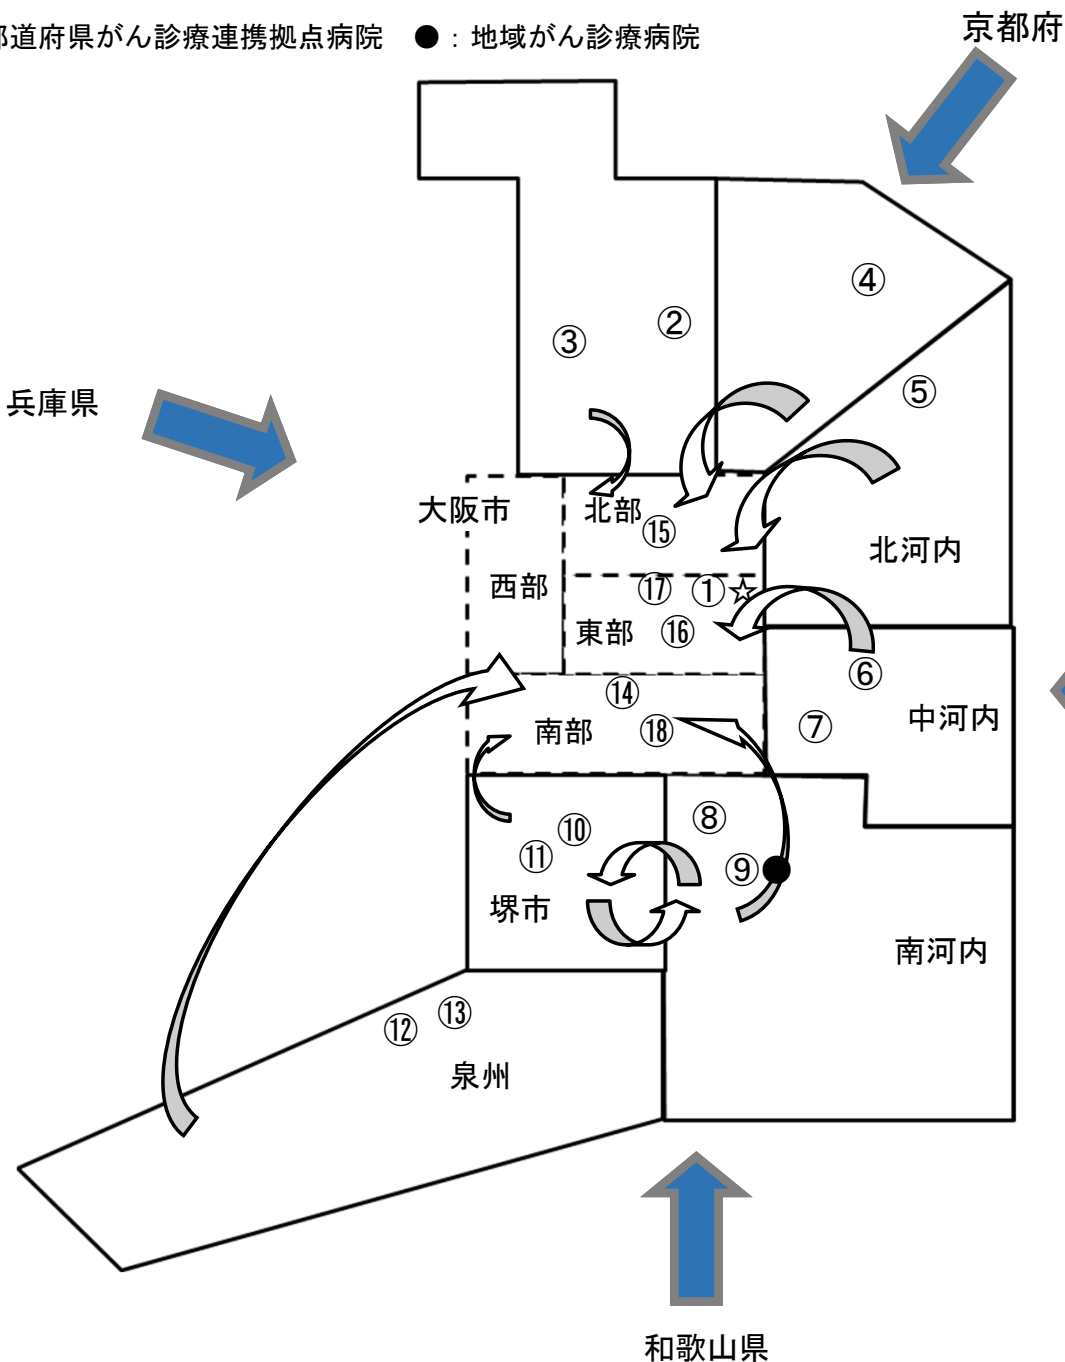 道府県がん診療連携拠点病院　●：地域がん診療病院
京都府
④
②
③
⑤
兵庫県
大阪市
北部
⑮
北河内
西部
⑰
①☆
東部
⑯
⑥
⑭
中河内
南部
⑱
⑦
⑧
⑩
⑪
⑨
堺市
南河内
⑬
⑫
泉州
和歌山県